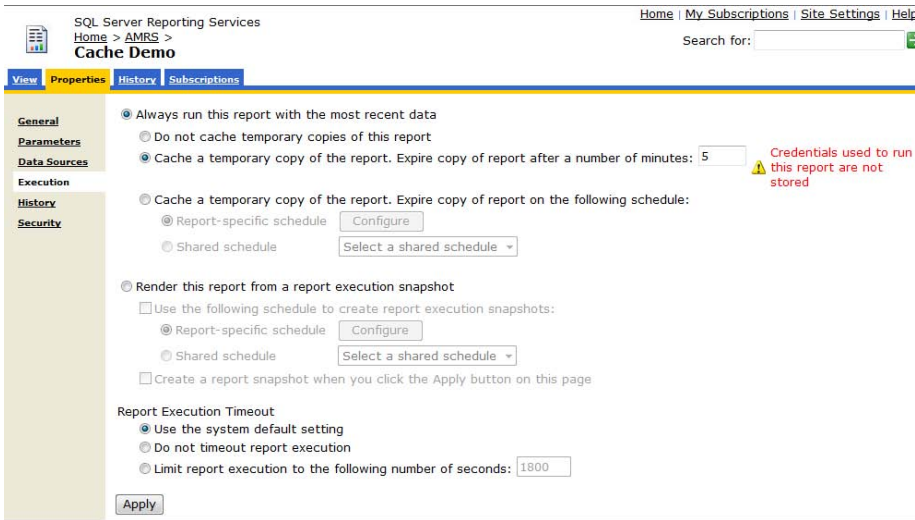 SQL Server Reporting Services
Home > AMRS >
Cache Demo
Home | My Subscriptions | Site Settings | Help
Search for:
View Properties History Subscriptions
General
Parameters
Data Sources
Execution
History
Security
Always run this report with the most recent data
Do not cache temporary copies of this report
Cache a temporary copy of the report. Expire copy of report after a number of minutes: 5
Credentials used to run
this report are not
stored
Cache a temporary copy of the report. Expire copy of report on the following schedule:
Report-specific schedule Configure
Shared schedule Select a shared schedule
Render this report from a report execution snapshot
Use the following schedule to create report execution snapshots:
Report-specific schedule Configure
Shared schedule Select a shared schedule
Create a report snapshot when you click the Apply button on this page
Report Execution Timeout
Use the system default setting
Do not timeout report execution
Limit report execution to the following number of seconds: 1800
Apply